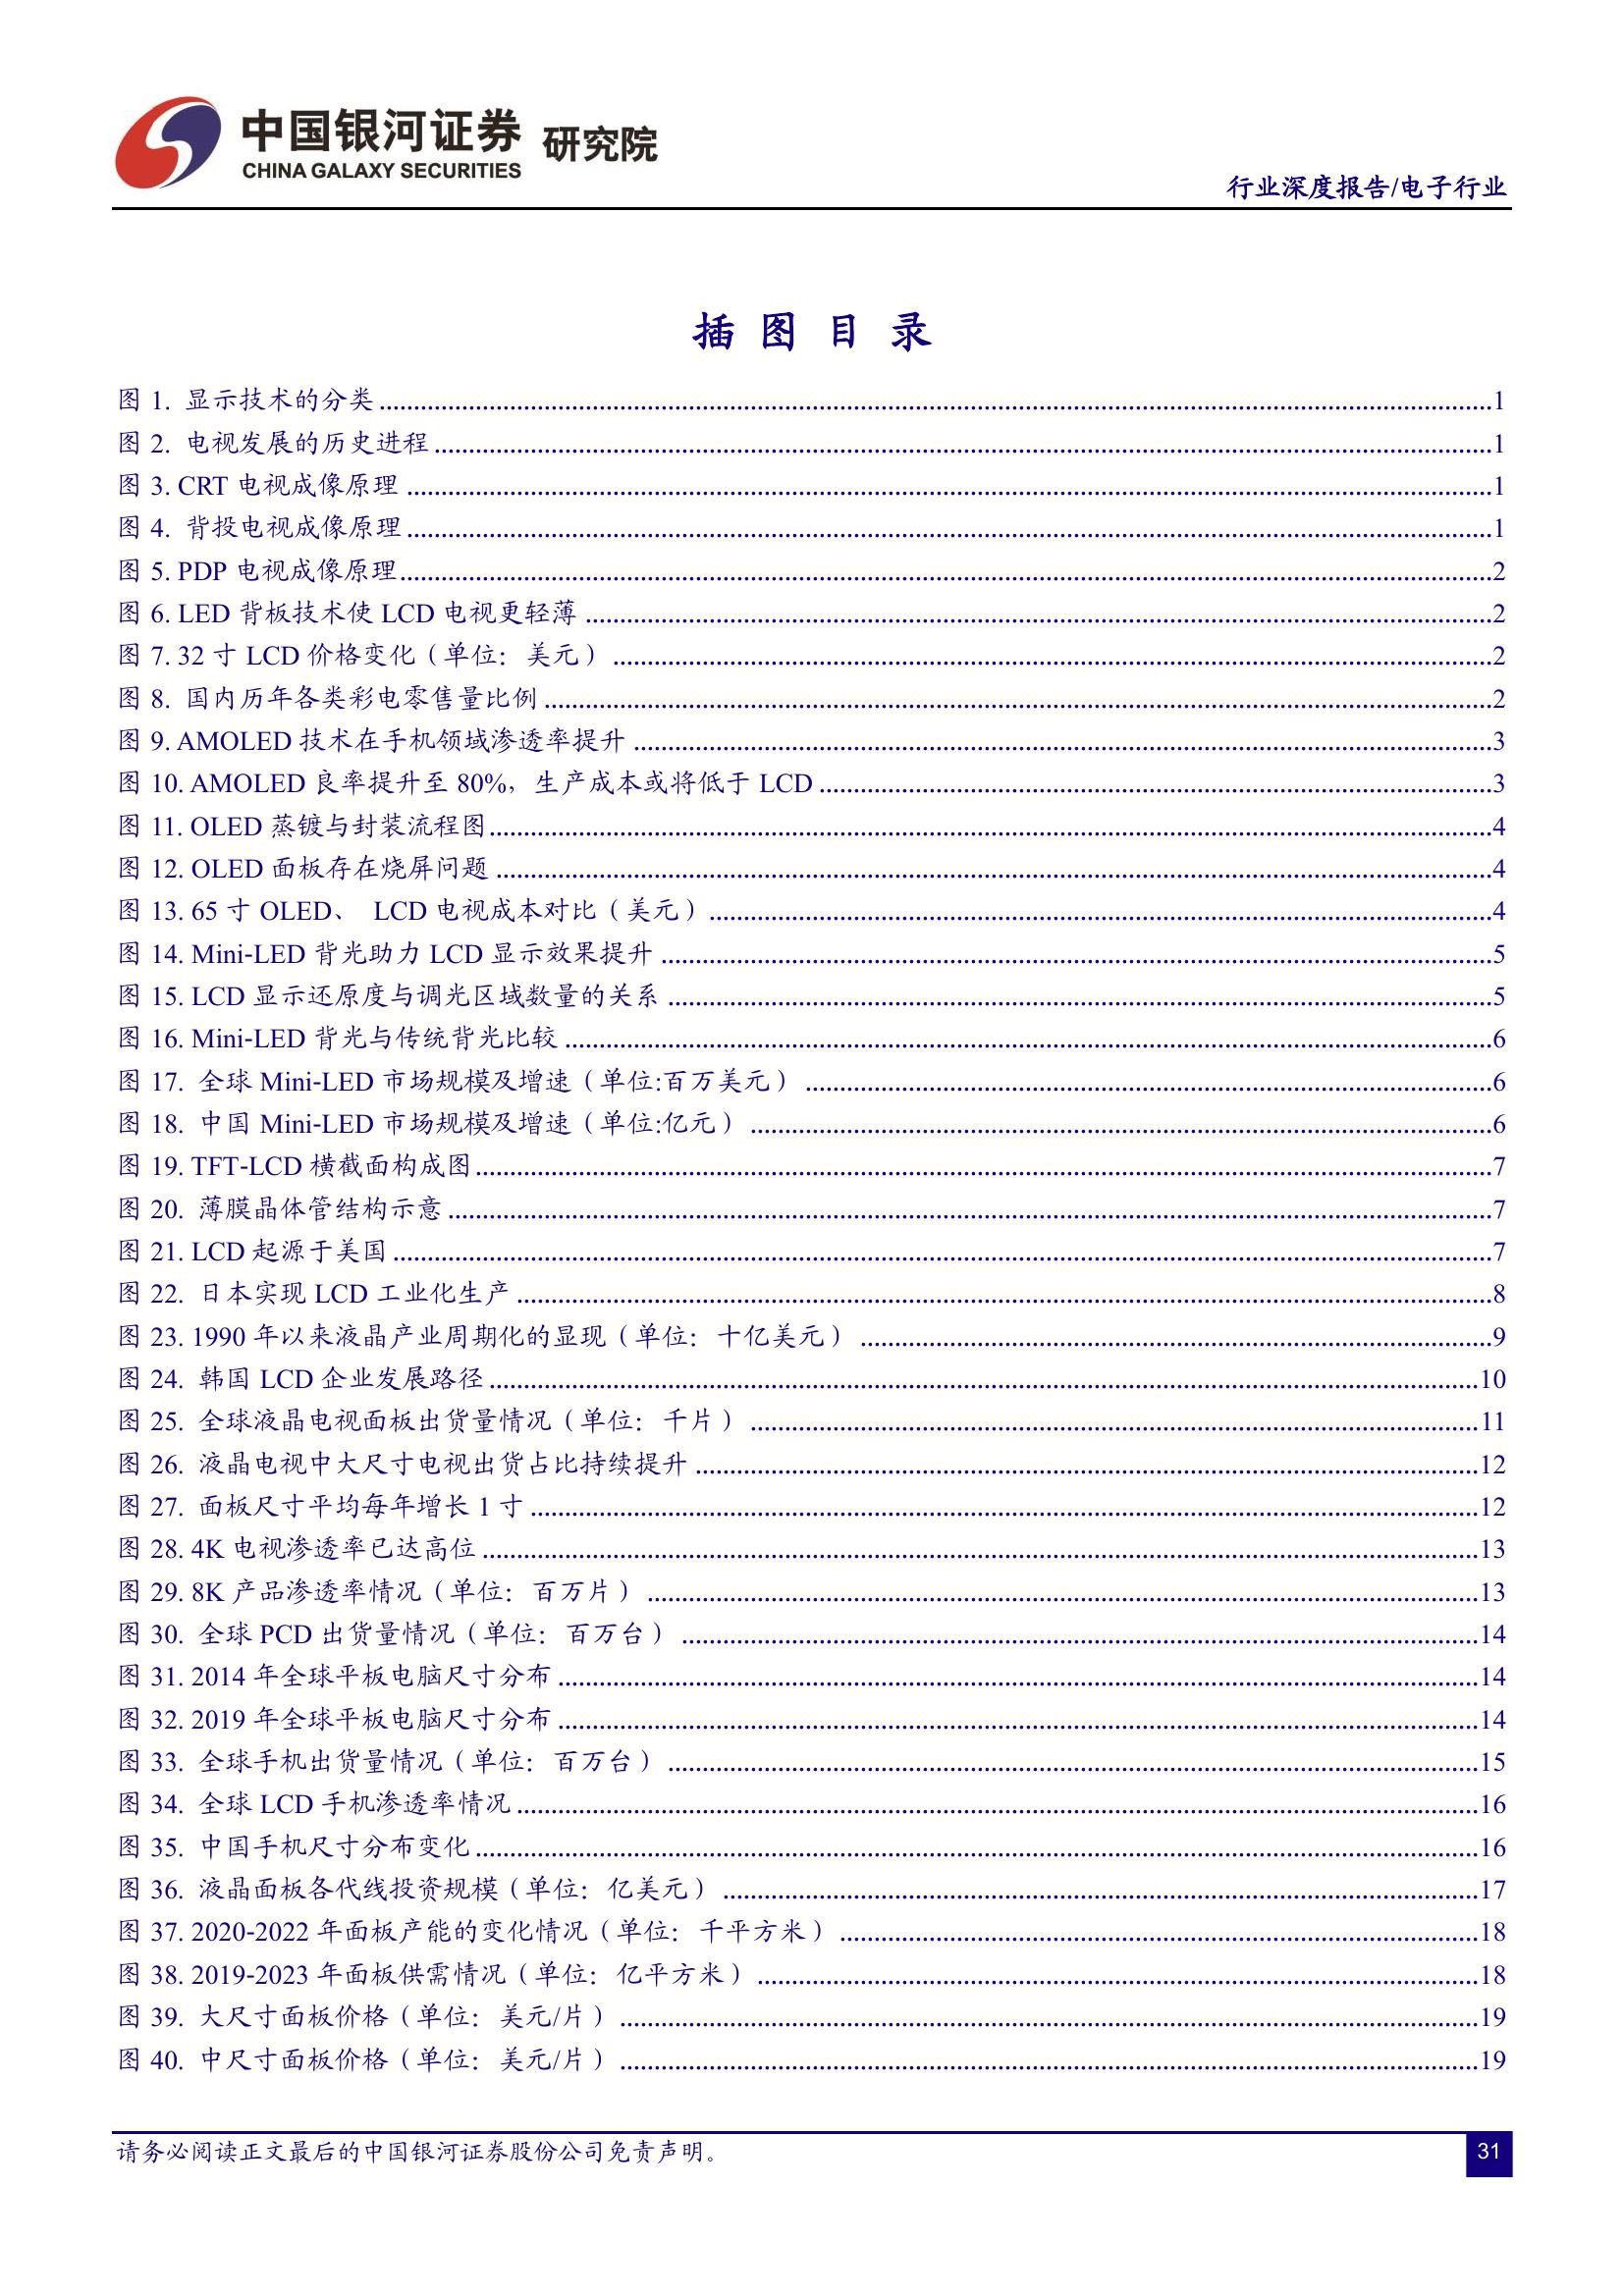 中国银河证券 研究院
CHINA GALAXY SECURITIES
行业深度报告/电子行业
插 图 目 录
图 1. 显示技术的分类........1
图 2. 电视发展的历史进程........1
图 3. CRT 电视成像原理........1
图 4. 背投电视成像原理........1
图 5. PDP 电视成像原理........2
图 6. LED 背板技术使 LCD 电视更轻薄........2
图 7. 32 寸 LCD 价格变化（单位：美元）........2
图 8. 国内历年各类彩电零售量比例........2
图 9. AMOLED 技术在手机领域渗透率提升........3
图 10. AMOLED 良率提升至 80%，生产成本或将低于 LCD........3
图 11. OLED 蒸镀与封装流程图........4
图 12. OLED 面板存在烧屏问题........4
图 13. 65 寸 OLED、 LCD 电视成本对比（美元）........4
图 14. Mini-LED 背光助力 LCD 显示效果提升........5
图 15. LCD 显示还原度与调光区域数量的关系........5
图 16. Mini-LED 背光与传统背光比较........6
图 17. 全球 Mini-LED 市场规模及增速（单位:百万美元）........6
图 18. 中国 Mini-LED 市场规模及增速（单位:亿元）........6
图 19. TFT-LCD 横截面构成图........7
图 20. 薄膜晶体管结构示意........7
图 21. LCD 起源于美国........7
图 22. 日本实现 LCD 工业化生产........8
图 23. 1990 年以来液晶产业周期化的显现（单位：十亿美元）........9
图 24. 韩国 LCD 企业发展路径........10
图 25. 全球液晶电视面板出货量情况（单位：千片）........11
图 26. 液晶电视中大尺寸电视出货占比持续提升........12
图 27. 面板尺寸平均每年增长 1 寸........12
图 28. 4K 电视渗透率已达高位........13
图 29. 8K 产品渗透率情况（单位：百万片）........13
图 30. 全球 PCD 出货量情况（单位：百万台）........14
图 31. 2014 年全球平板电脑尺寸分布........14
图 32. 2019 年全球平板电脑尺寸分布........14
图 33. 全球手机出货量情况（单位：百万台）........15
图 34. 全球 LCD 手机渗透率情况........16
图 35. 中国手机尺寸分布变化........16
图 36. 液晶面板各代线投资规模（单位：亿美元）........17
图 37. 2020-2022 年面板产能的变化情况（单位：千平方米）........18
图 38. 2019-2023 年面板供需情况（单位：亿平方米）........18
图 39. 大尺寸面板价格（单位：美元/片）........19
图 40. 中尺寸面板价格（单位：美元/片）........19
请务必阅读正文最后的中国银河证券股份公司免责声明。
31